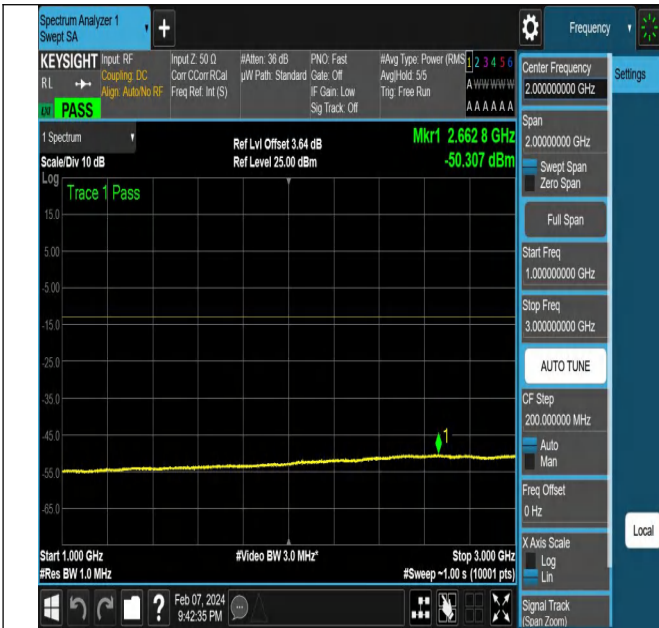 Spectrum Analyzer 1
Swept SA
Frequency
KEYSIGHT
RL
PASS
Input: RF
Coupling: DC
Align: Auto/No RF
Input Z: 50 Ω
Corr CCorr RCal
Freq Ref: Int (S)
#Atten: 36 dB
µW Path: Standard
PNO: Fast
Gate: Off
IF Gain: Low
Sig Track: Off
#Avg Type: Power (RMS
Avg|Hold: 5/5
Trig: Free Run
1 2 3 4 5 6
A W W W W W
A A A A A A
1 Spectrum
Scale/Div 10 dB
Log
Ref Lvl Offset 3.64 dB
Ref Level 25.00 dBm
Mkr1 2.662 8 GHz
-50.307 dBm
Trace 1 Pass
15.0
5.00
-5.00
-15.0
-25.0
-35.0
-45.0
-55.0
-65.0
1
Start 1.000 GHz
#Res BW 1.0 MHz
#Video BW 3.0 MHz*
Stop 3.000 GHz
#Sweep ~1.00 s (10001 pts)
Feb 07, 2024
9:42:35 PM
Center Frequency
2.000000000 GHz
Span
2.00000000 GHz
Swept Span
Zero Span
Full Span
Start Freq
1.000000000 GHz
Stop Freq
3.000000000 GHz
AUTO TUNE
CF Step
200.000000 MHz
Auto
Man
Freq Offset
0 Hz
X Axis Scale
Log
Lin
Signal Track
(Span Zoom)
Settings
Local